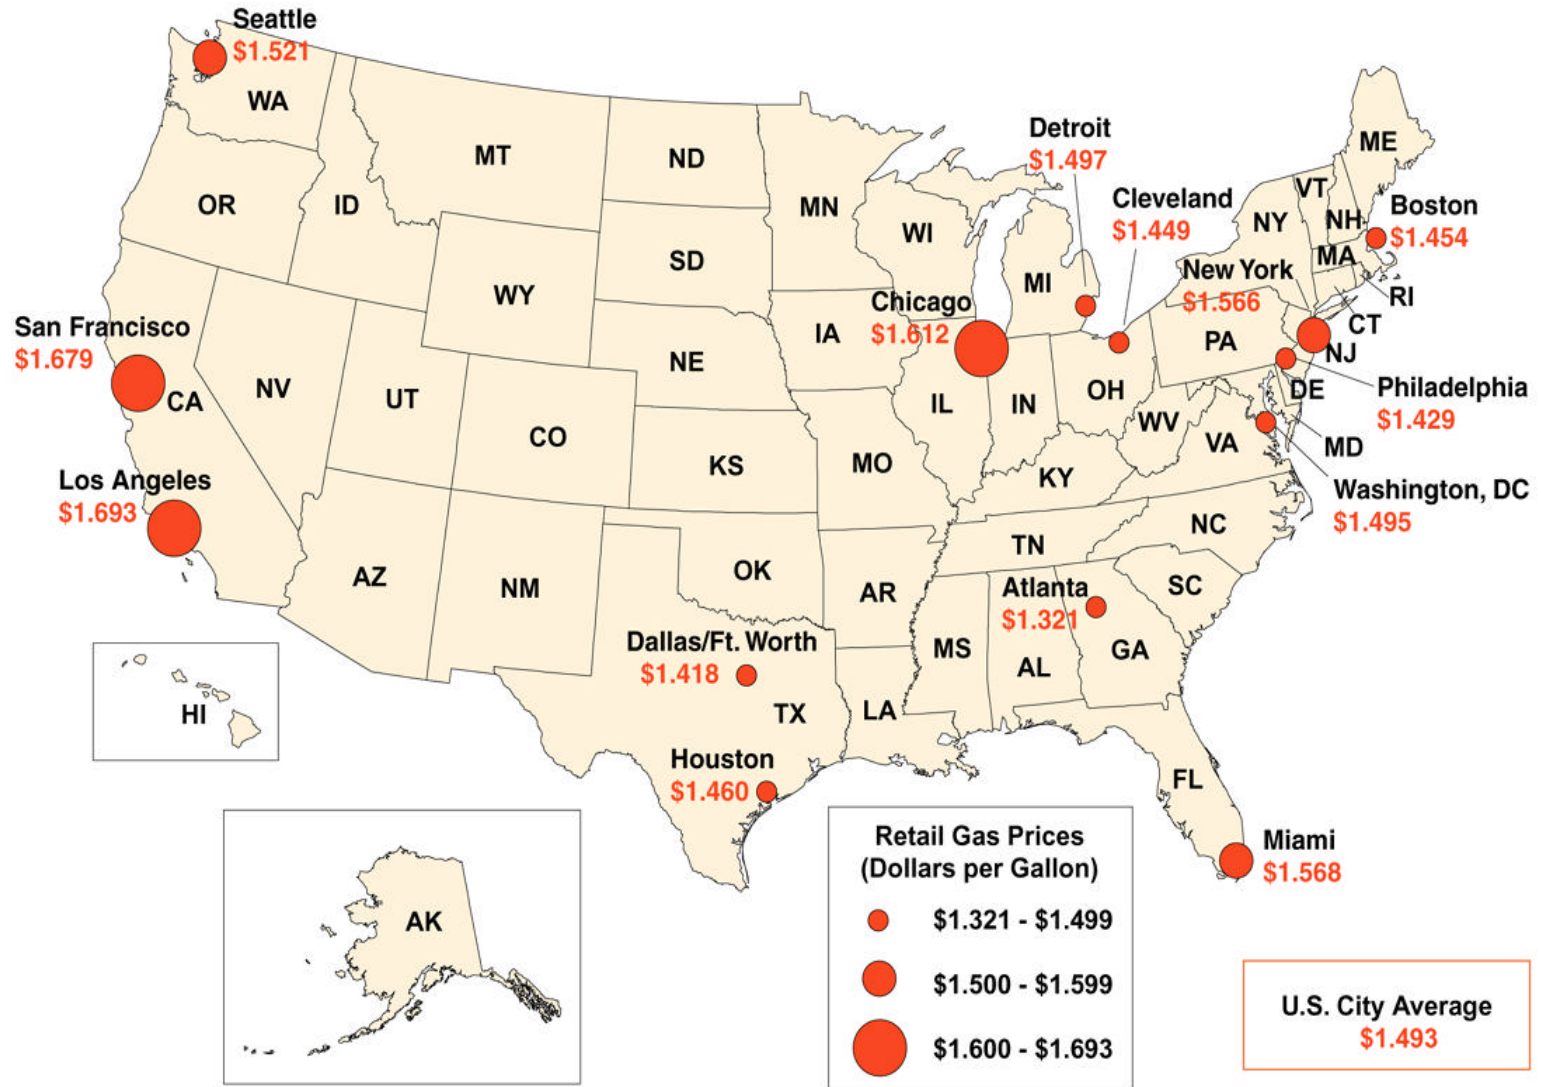 Seattle
$1.521
WA
MT
ND
MN
OR
ID
WI
SD
WY
MI
Detroit
$1.497
Cleveland
$1.449
ME
VT
NH
NY
Boston
$1.454
MA
RI
CT
New York
$1.566
NJ
PA
Chicago
$1.612
IA
San Francisco
$1.679
CA
NV
UT
CO
NE
IL
IN
OH
DE
Philadelphia
$1.429
MD
WV
VA
Washington, DC
$1.495
Los Angeles
$1.693
KS
MO
KY
NC
TN
AZ
NM
OK
AR
Atlanta
$1.321
SC
MS
AL
GA
Dallas/Ft. Worth
$1.418
TX
LA
HI
Houston
$1.460
FL
Miami
$1.568
AK
Retail Gas Prices
(Dollars per Gallon)
$1.321 - $1.499
$1.500 - $1.599
$1.600 - $1.693
U.S. City Average
$1.493